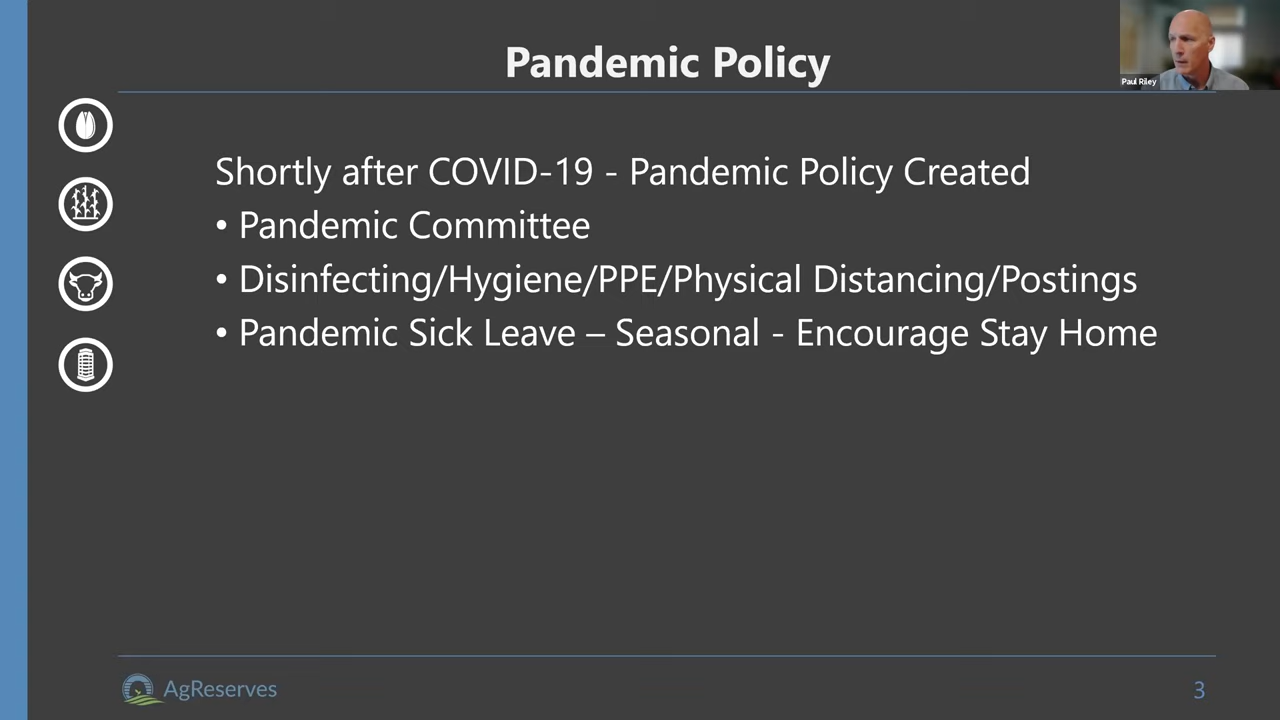 Pandemic Policy
Paul Riley
Shortly after COVID-19 - Pandemic Policy Created
• Pandemic Committee
• Disinfecting/Hygiene/PPE/Physical Distancing/Postings
• Pandemic Sick Leave – Seasonal - Encourage Stay Home
AgReserves
3